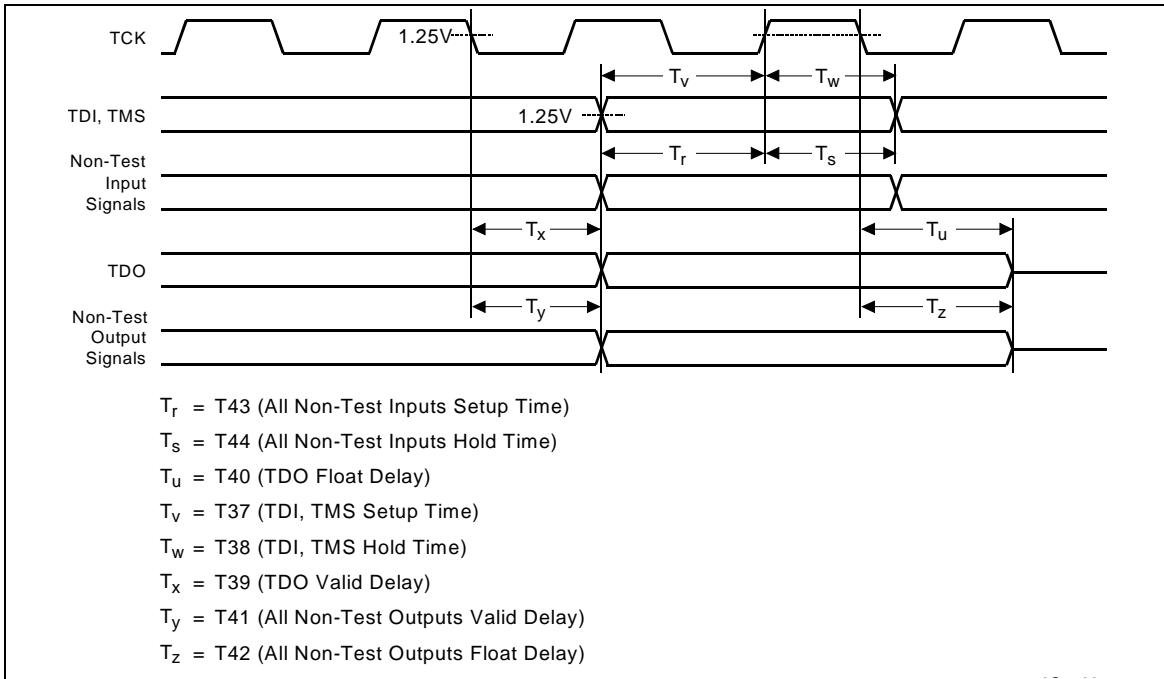 TCK
1.25V
Tv
Tw
TDI, TMS
1.25V
Tr
Ts
Non-Test
Input
Signals
Tx
Tu
TDO
Ty
Tz
Non-Test
Output
Signals
Tr = T43 (All Non-Test Inputs Setup Time)
Ts = T44 (All Non-Test Inputs Hold Time)
Tu = T40 (TDO Float Delay)
Tv = T37 (TDI, TMS Setup Time)
Tw = T38 (TDI, TMS Hold Time)
Tx = T39 (TDO Valid Delay)
Ty = T41 (All Non-Test Outputs Valid Delay)
Tz = T42 (All Non-Test Outputs Float Delay)